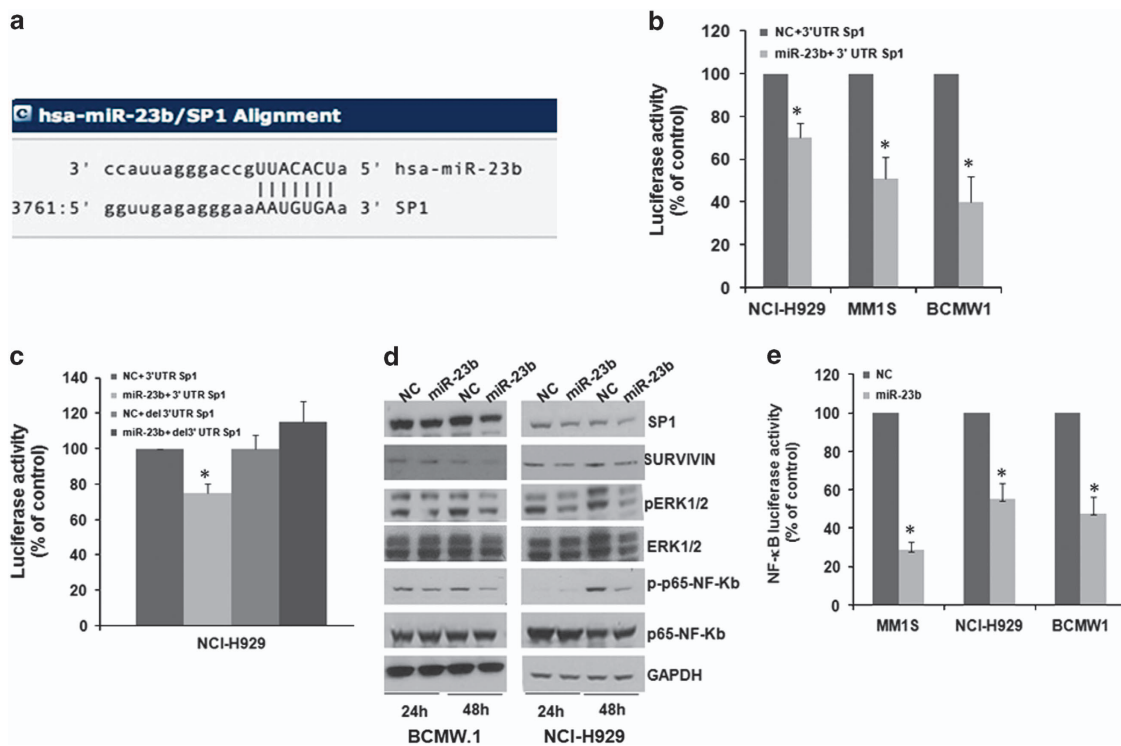 a
hsa-miR-23b/SP1 Alignment
3' ccauuagggaccgUUACACUa 5' hsa-miR-23b
3761:5' gguugagagggaaAAUGUGAa 3' SP1
b
NC+3'UTR Sp1
miR-23b+ 3' UTR Sp1
Luciferase activity
(% of control)
120
100
80
60
40
20
0
NCI-H929 MM1S BCMW1
c
NC+ 3'UTR Sp1
miR-23b+ 3' UTR Sp1
NC+ del 3'UTR Sp1
miR-23b+ del3' UTR Sp1
Luciferase activity
(% of control)
140
120
100
80
60
40
20
0
*
NCI-H929
d
NC miR-23b NC miR-23b NC miR-23b NC miR-23b
SP1
SURVIVIN
pERK1/2
ERK1/2
p-p65-NF-Kb
p65-NF-Kb
GAPDH
24h 48h 24h 48h
BCMW.1 NCI-H929
e
NC
miR-23b
NF-κB luciferase activity
(% of control)
120
100
80
60
40
20
0
* * *
MM1S NCI-H929 BCMW1